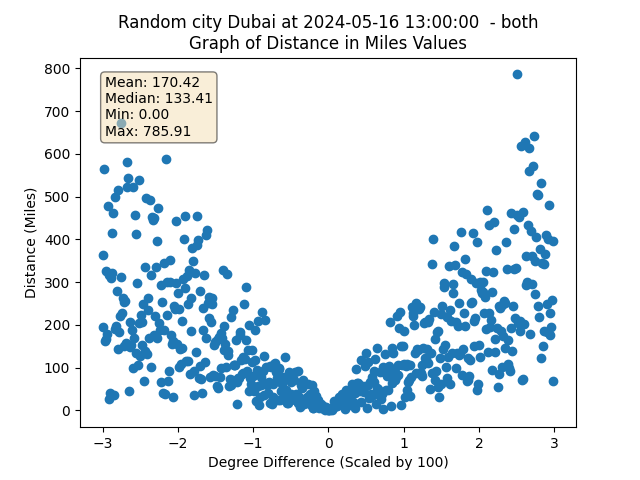 Random city Dubai at 2024-05-16 13:00:00  - both
Graph of Distance in Miles Values
Mean: 170.42
Median: 133.41
Min: 0.00
Max: 785.91
Distance (Miles)
800
700
600
500
400
300
200
100
0
−3 −2 −1 0 1 2 3
Degree Difference (Scaled by 100)